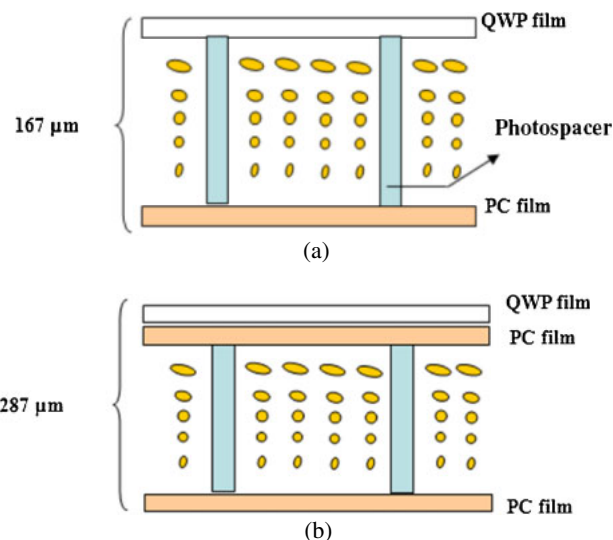 QWP film
167 μm
Photospacer
PC film
(a)
QWP film
PC film
287 μm
PC film
(b)